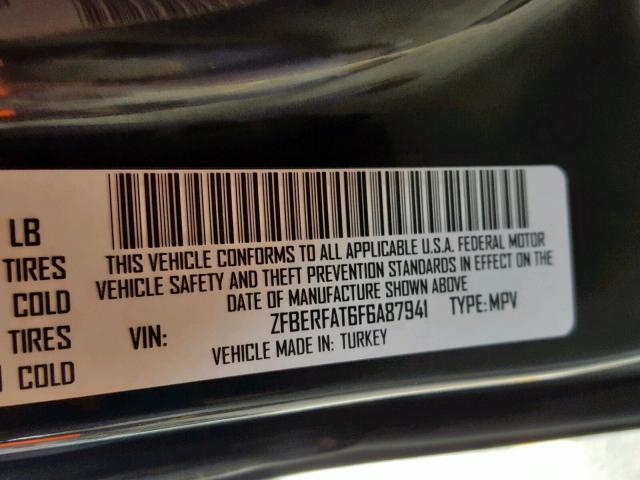 LB
TIRES
COLD
TIRES
COLD
THIS VEHICLE CONFORMS TO ALL APPLICABLE U.S.A. FEDERAL MOTOR
VEHICLE SAFETY AND THEFT PREVENTION STANDARDS IN EFFECT ON THE
DATE OF MANUFACTURE SHOWN ABOVE
VIN: ZFBERFAT6F6A87941 TYPE: MPV
VEHICLE MADE IN: TURKEY